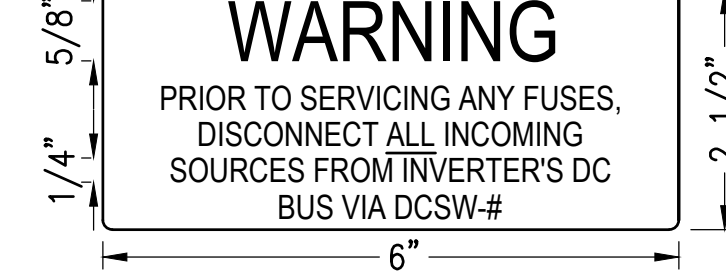 WARNING
PRIOR TO SERVICING ANY FUSES,
DISCONNECT ALL INCOMING
SOURCES FROM INVERTER'S DC
BUS VIA DCSW-#
5/8"
1/4"
2 1/2"
6"